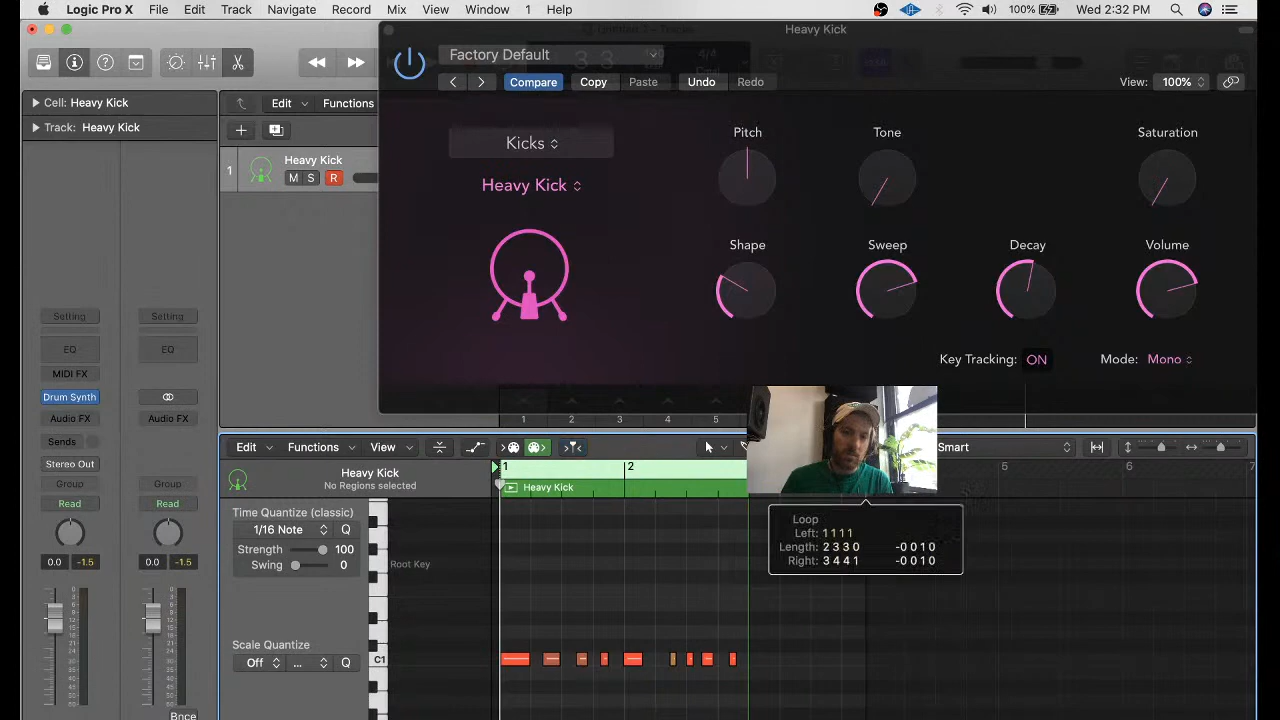 Logic Pro X File Edit Track Navigate Record Mix View Window 1 Help 100% Wed 2:32 PM
Heavy Kick
Factory Default
Compare Copy Paste Undo Redo View: 100%
Cell: Heavy Kick
Track: Heavy Kick
Edit Functions
1 Heavy Kick
M S R
Kicks
Heavy Kick
Pitch Tone Saturation
Shape Sweep Decay Volume
Key Tracking: ON Mode: Mono
Setting Setting
EQ EQ
MIDI FX
Drum Synth
Audio FX Audio FX
Sends
Stereo Out
Group Group
Read Read
0.0 -1.5 0.0 -1.5
Bnce
1 2 3 4 5
Edit Functions View Smart
Heavy Kick
No Regions selected
1 2 5 6 7
Heavy Kick
Time Quantize (classic)
1/16 Note Q
Strength 100
Swing 0
Root Key
Scale Quantize
Off ... Q
C1
Loop
Left: 1 1 1 1
Length: 2 3 3 0 -0 0 1 0
Right: 3 4 4 1 -0 0 1 0